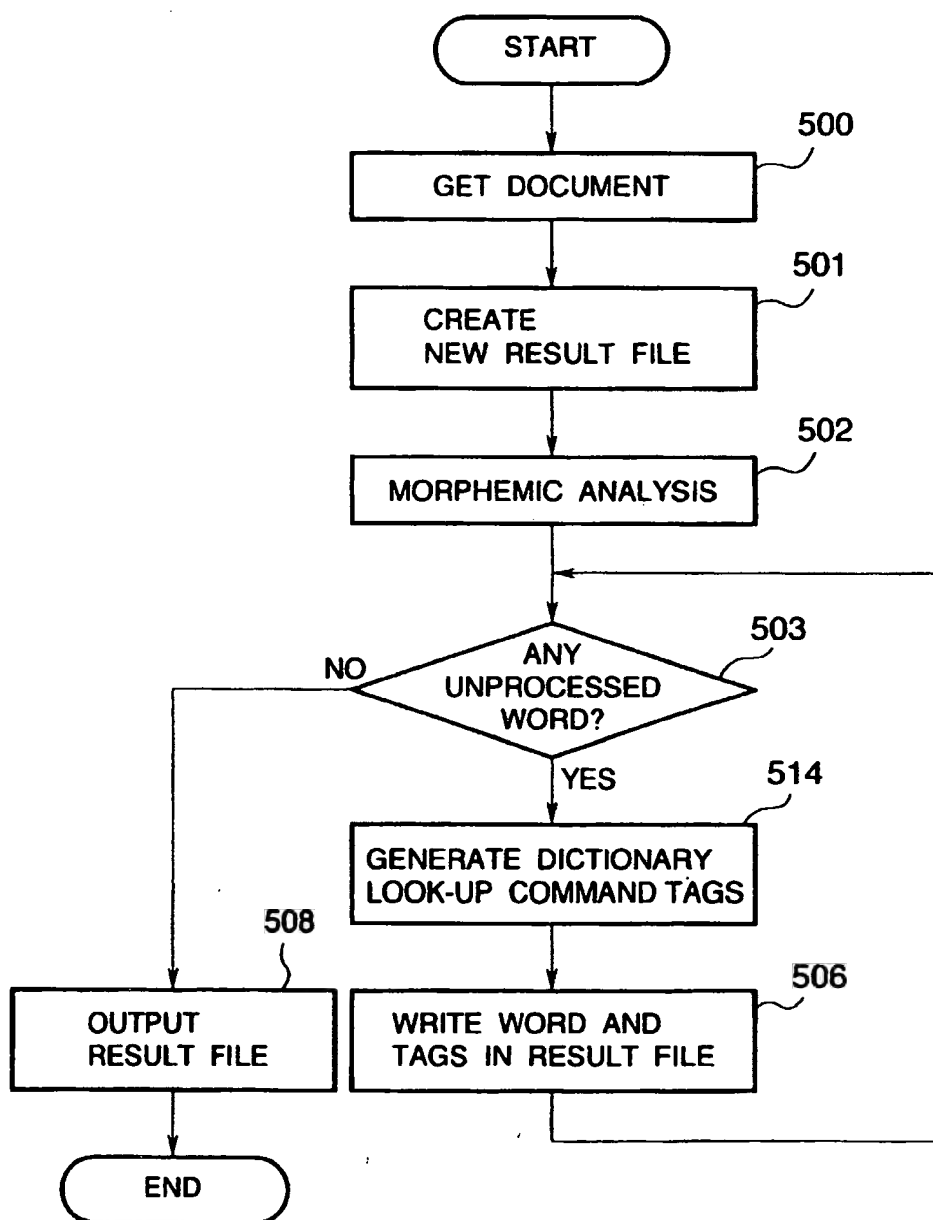 START
500
GET DOCUMENT
501
CREATE
NEW RESULT FILE
502
MORPHEMIC ANALYSIS
503
NO
ANY
UNPROCESSED
WORD?
YES
514
GENERATE DICTIONARY
LOOK-UP COMMAND TAGS
508
OUTPUT
RESULT FILE
506
WRITE WORD AND
TAGS IN RESULT FILE
END